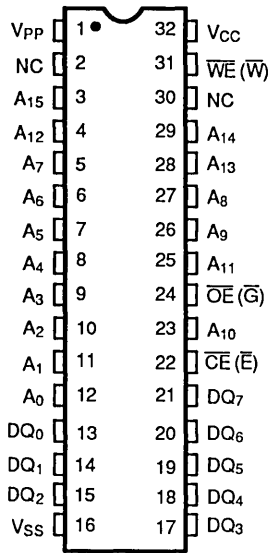 VPP 1 32 VCC
NC 2 31 W̅E̅ (W̅)
A15 3 30 NC
A12 4 29 A14
A7 5 28 A13
A6 6 27 A8
A5 7 26 A9
A4 8 25 A11
A3 9 24 O̅E̅ (G̅)
A2 10 23 A10
A1 11 22 C̅E̅ (E̅)
A0 12 21 DQ7
DQ0 13 20 DQ6
DQ1 14 19 DQ5
DQ2 15 18 DQ4
VSS 16 17 DQ3